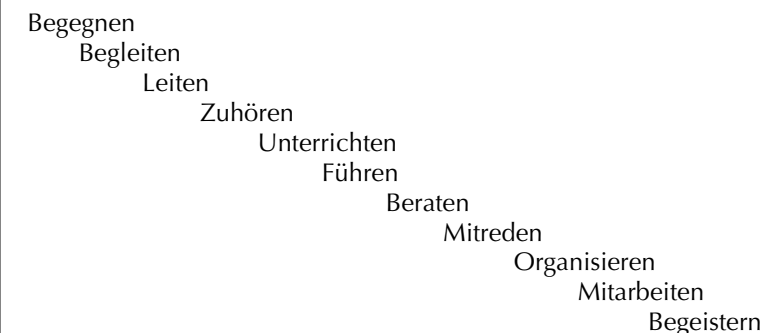 Begegnen
Begleiten
Leiten
Zuhören
Unterrichten
Führen
Beraten
Mitreden
Organisieren
Mitarbeiten
Begeistern